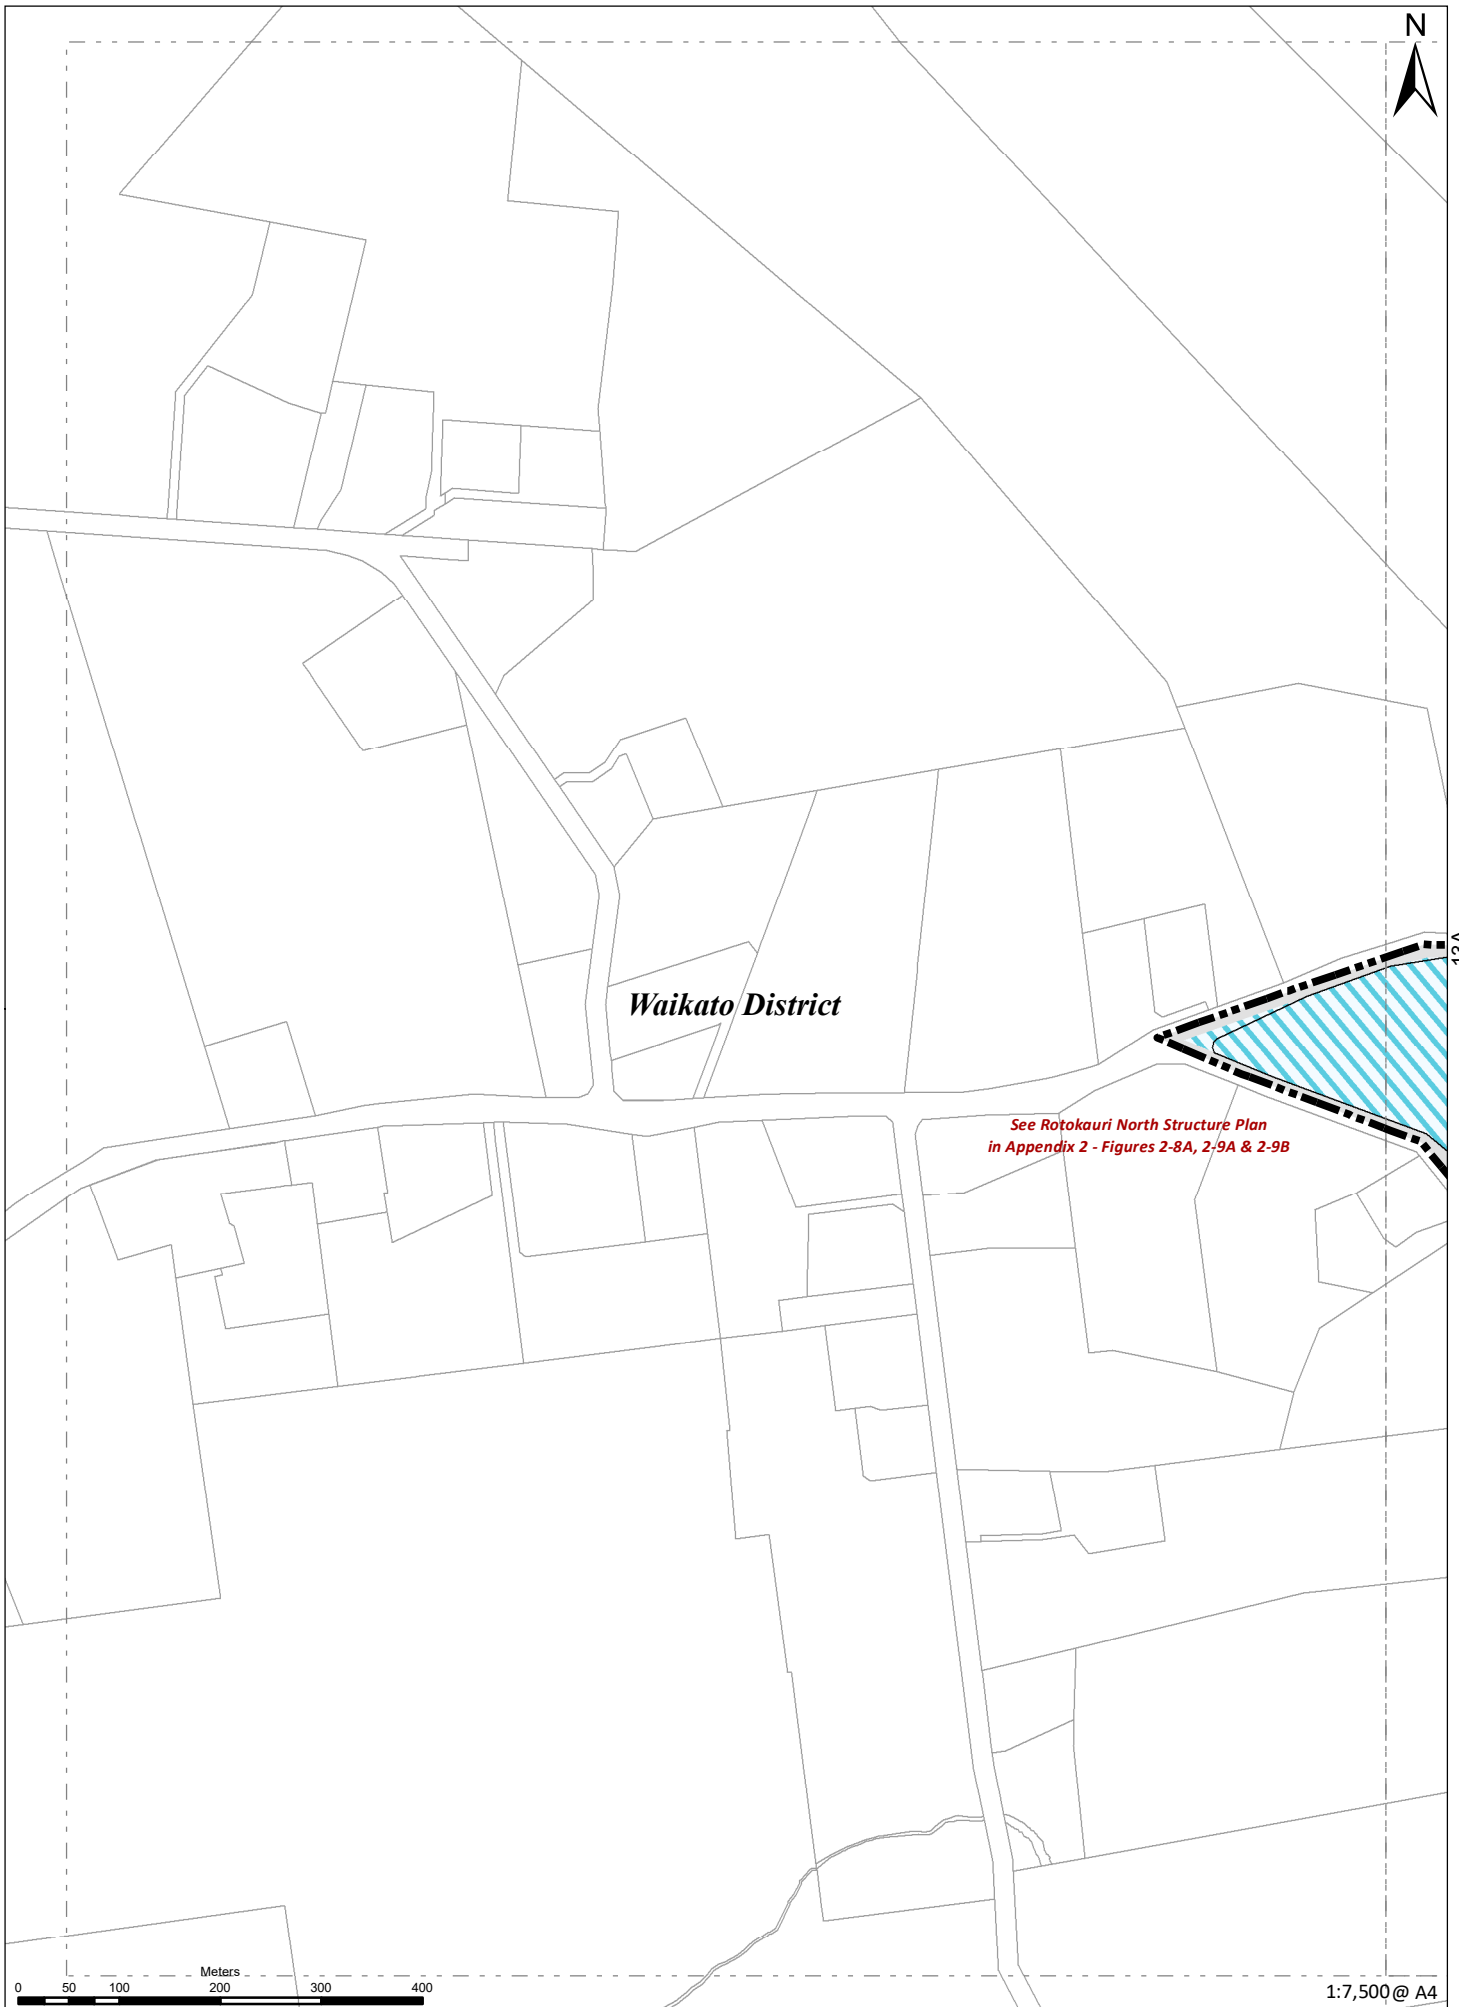 N
13A
Waikato District
See Rotokauri North Structure Plan
in Appendix 2 - Figures 2-8A, 2-9A & 2-9B
Meters
0 50 100 200 300 400
1:7,500 @ A4